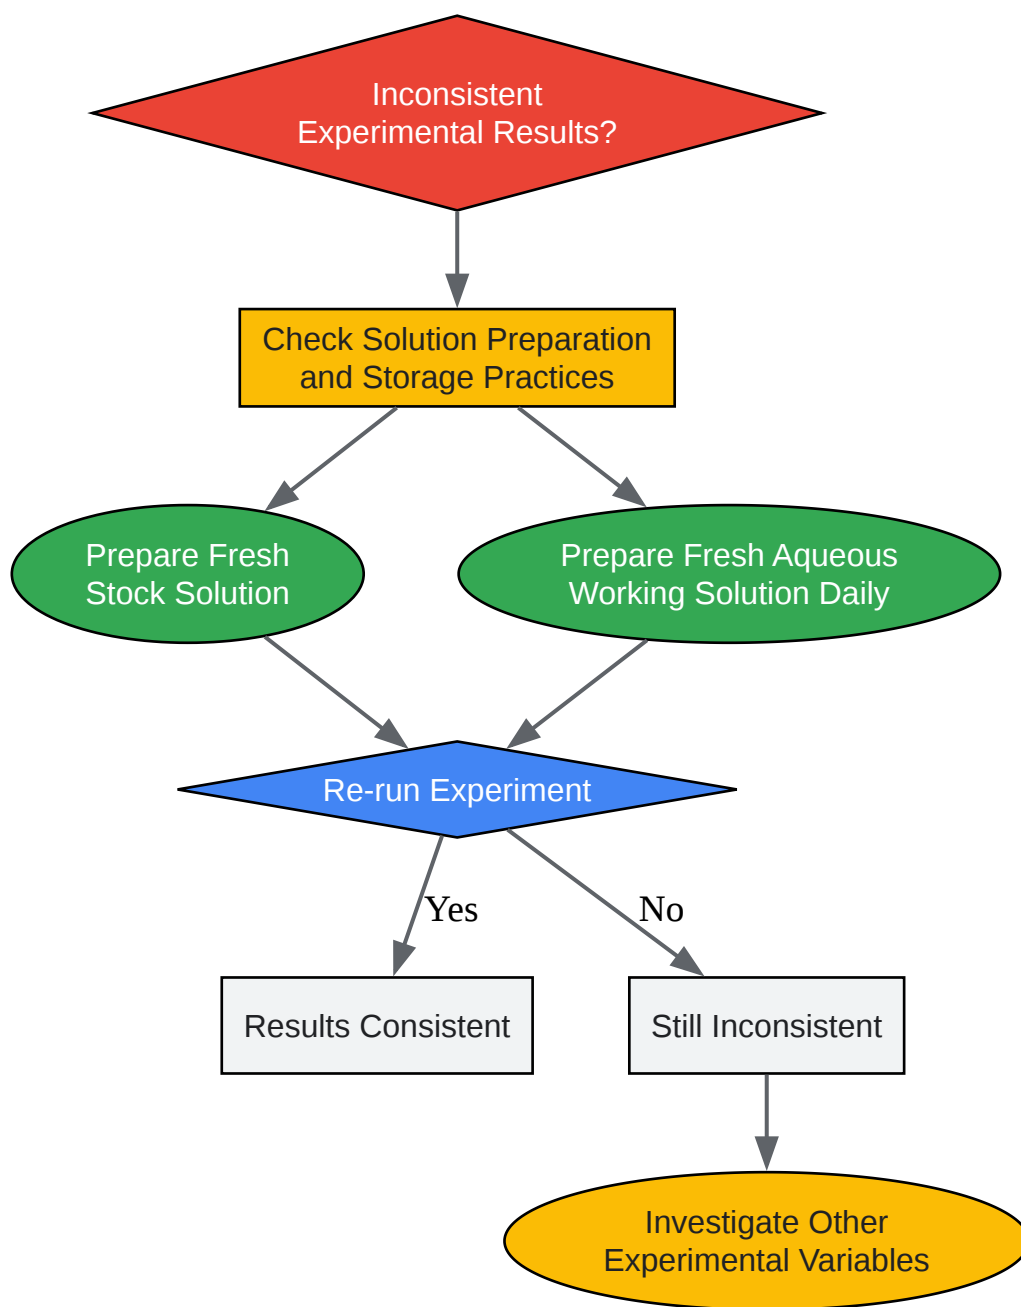 Inconsistent
Experimental Results?
Check Solution Preparation
and Storage Practices
Prepare Fresh
Stock Solution
Prepare Fresh Aqueous
Working Solution Daily
Re-run Experiment
Yes
No
Results Consistent
Still Inconsistent
Investigate Other
Experimental Variables